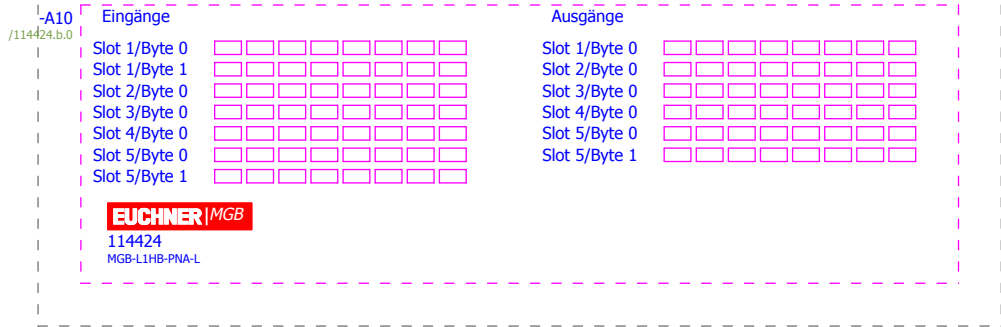 -A10
/114424.b.0
Eingänge
Slot 1/Byte 0
Slot 1/Byte 1
Slot 2/Byte 0
Slot 3/Byte 0
Slot 4/Byte 0
Slot 5/Byte 0
Slot 5/Byte 1
Ausgänge
Slot 1/Byte 0
Slot 2/Byte 0
Slot 3/Byte 0
Slot 4/Byte 0
Slot 5/Byte 0
Slot 5/Byte 1
EUCHNER|MGB
114424
MGB-L1HB-PNA-L